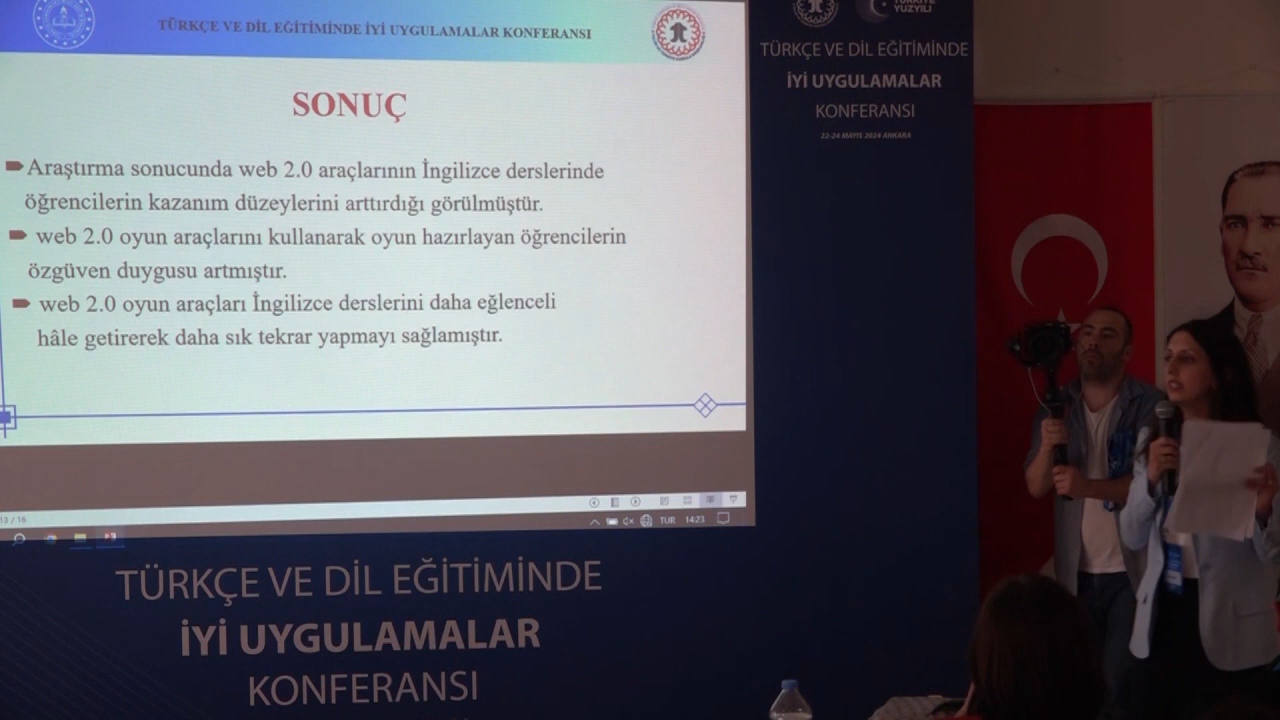 TÜRKÇE VE DİL EĞİTİMİNDE İYİ UYGULAMALAR KONFERANSI
SONUÇ
Araştırma sonucunda web 2.0 araçlarının İngilizce derslerinde
öğrencilerin kazanım düzeylerini arttırdığı görülmüştür.
web 2.0 oyun araçlarını kullanarak oyun hazırlayan öğrencilerin
özgüven duygusu artmıştır.
web 2.0 oyun araçları İngilizce derslerini daha eğlenceli
hâle getirerek daha sık tekrar yapmayı sağlamıştır.
13 / 16
TUR 14:23
YÜZYILI
TÜRKÇE VE DİL EĞİTİMİNDE
İYİ UYGULAMALAR
KONFERANSI
22-24 MAYIS 2024 ANKARA
TÜRKÇE VE DİL EĞİTİMİNDE
İYİ UYGULAMALAR
KONFERANSI